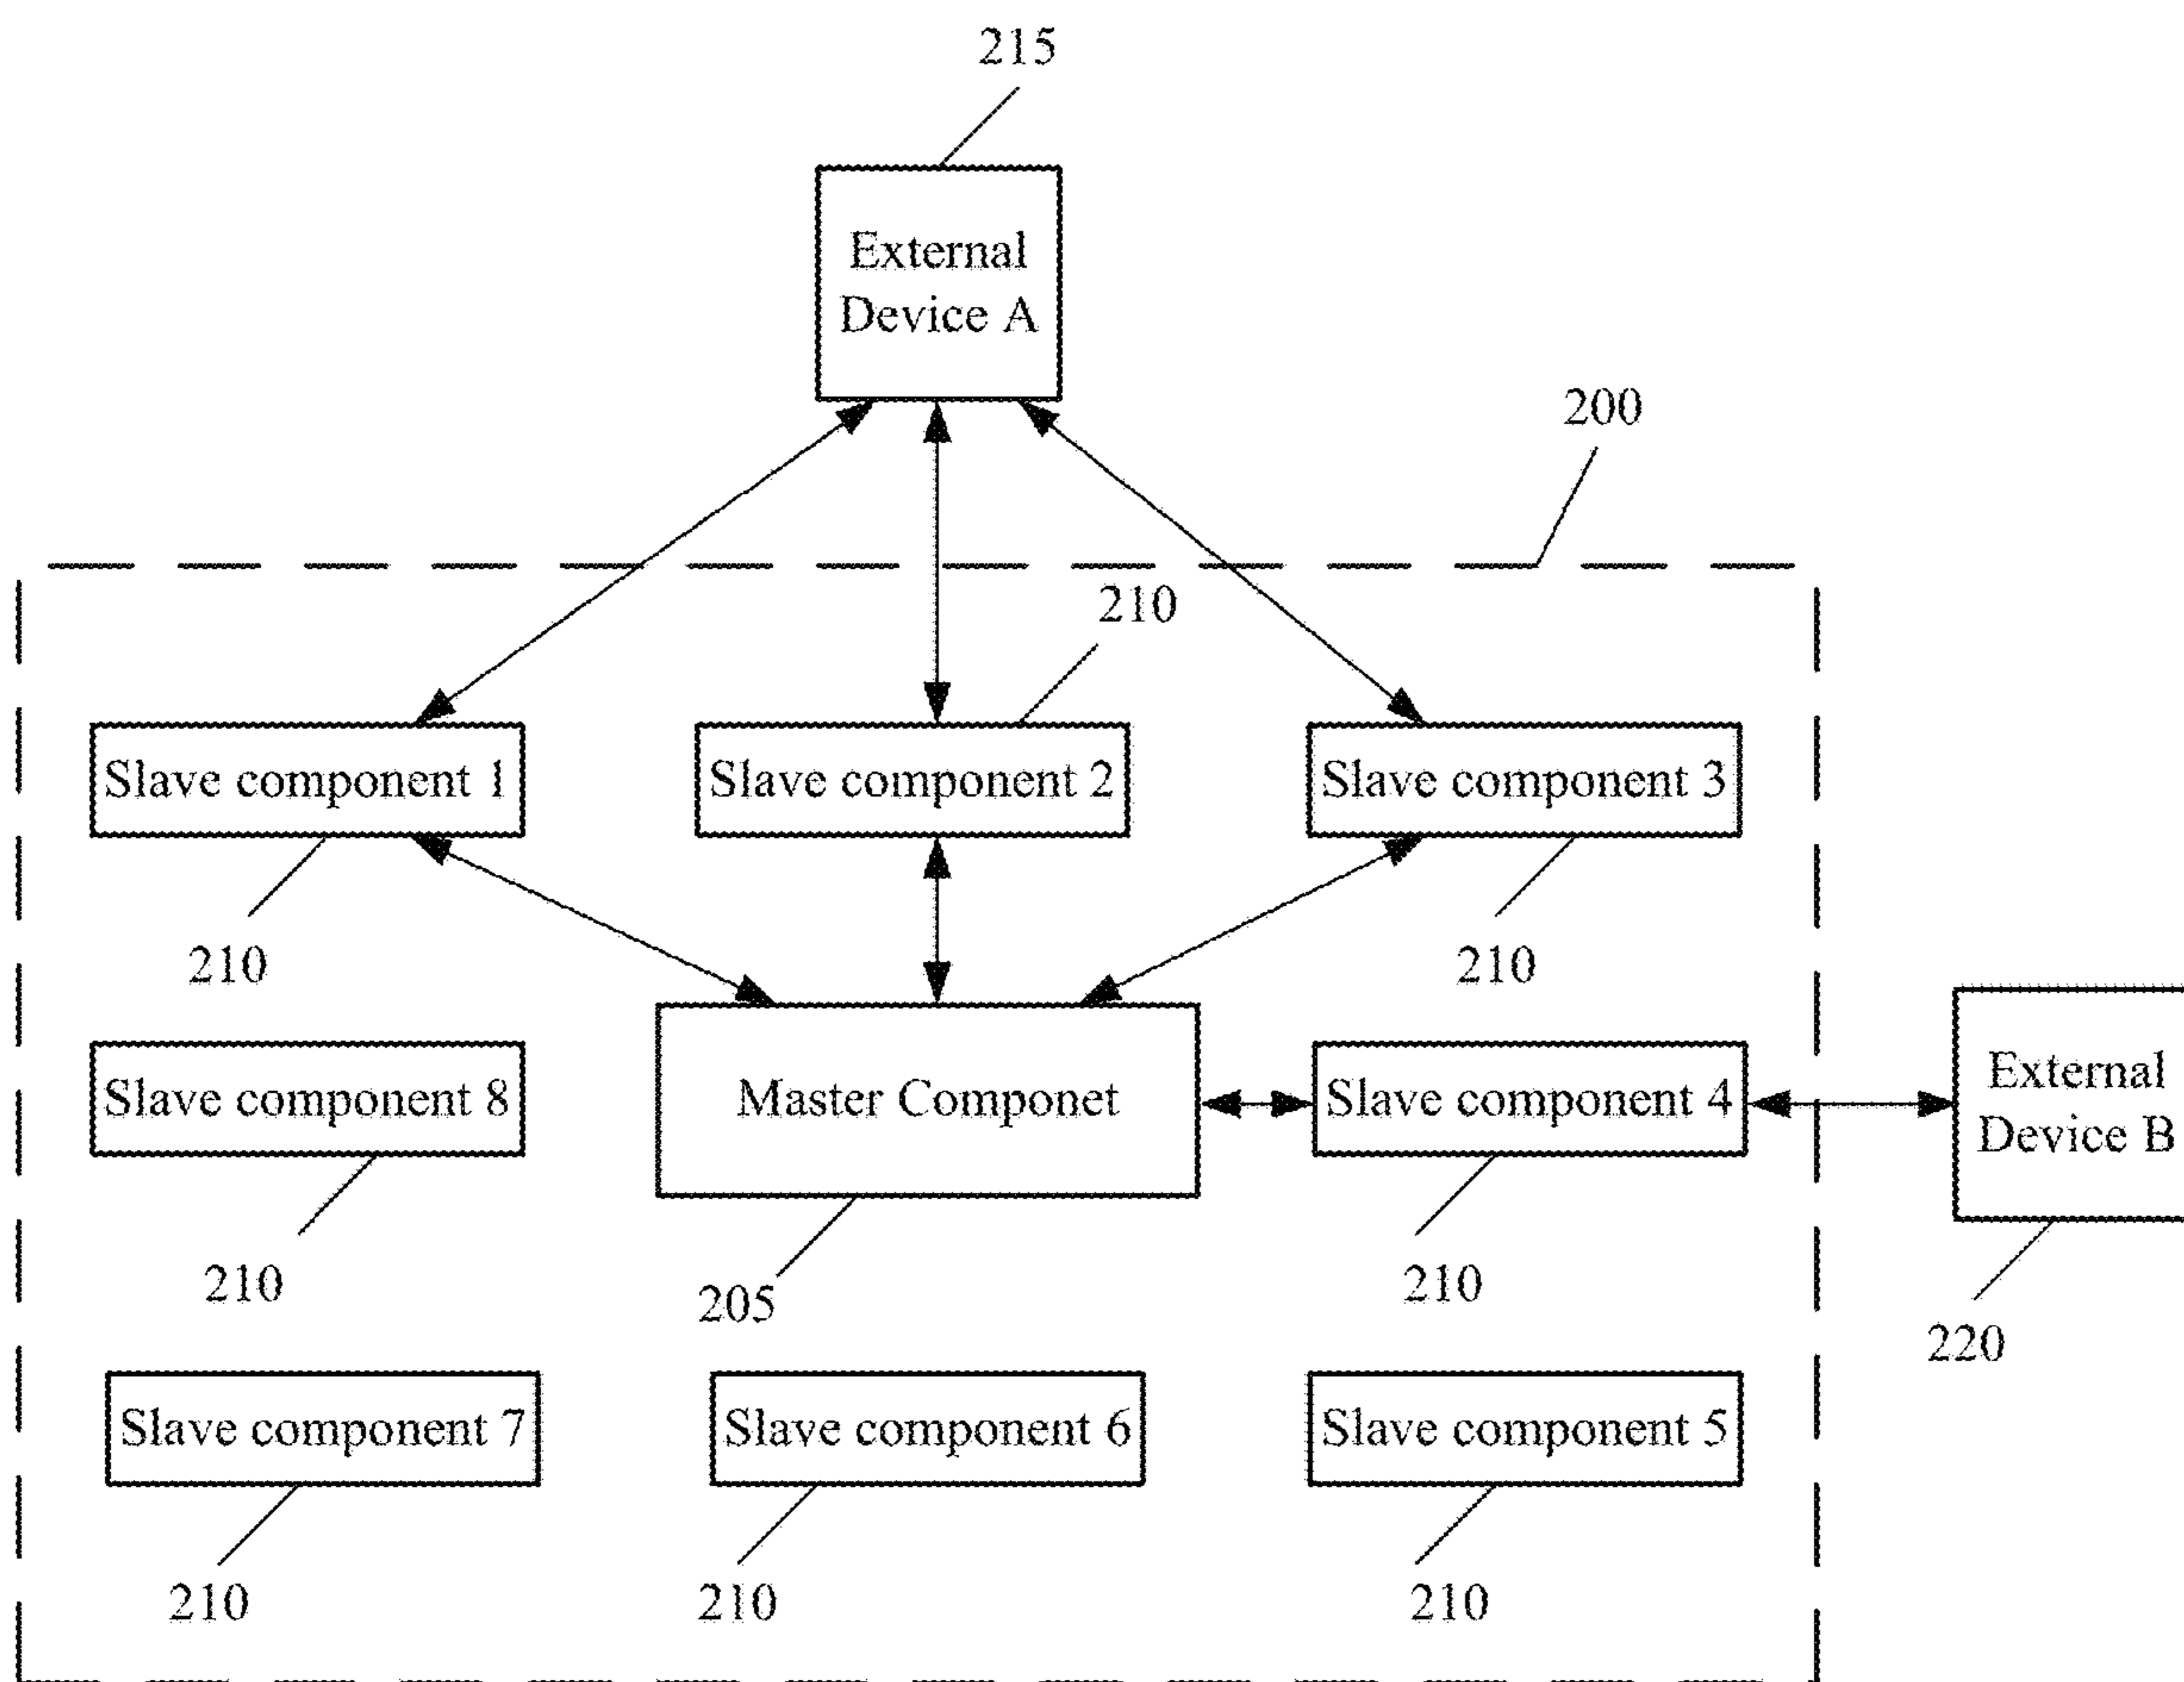 215
External
Device A
200
210
Slave component 1
Slave component 2
Slave component 3
210
210
Slave component 8
Master Componet
Slave component 4
External
Device B
210
205
210
220
Slave component 7
Slave component 6
Slave component 5
210
210
210